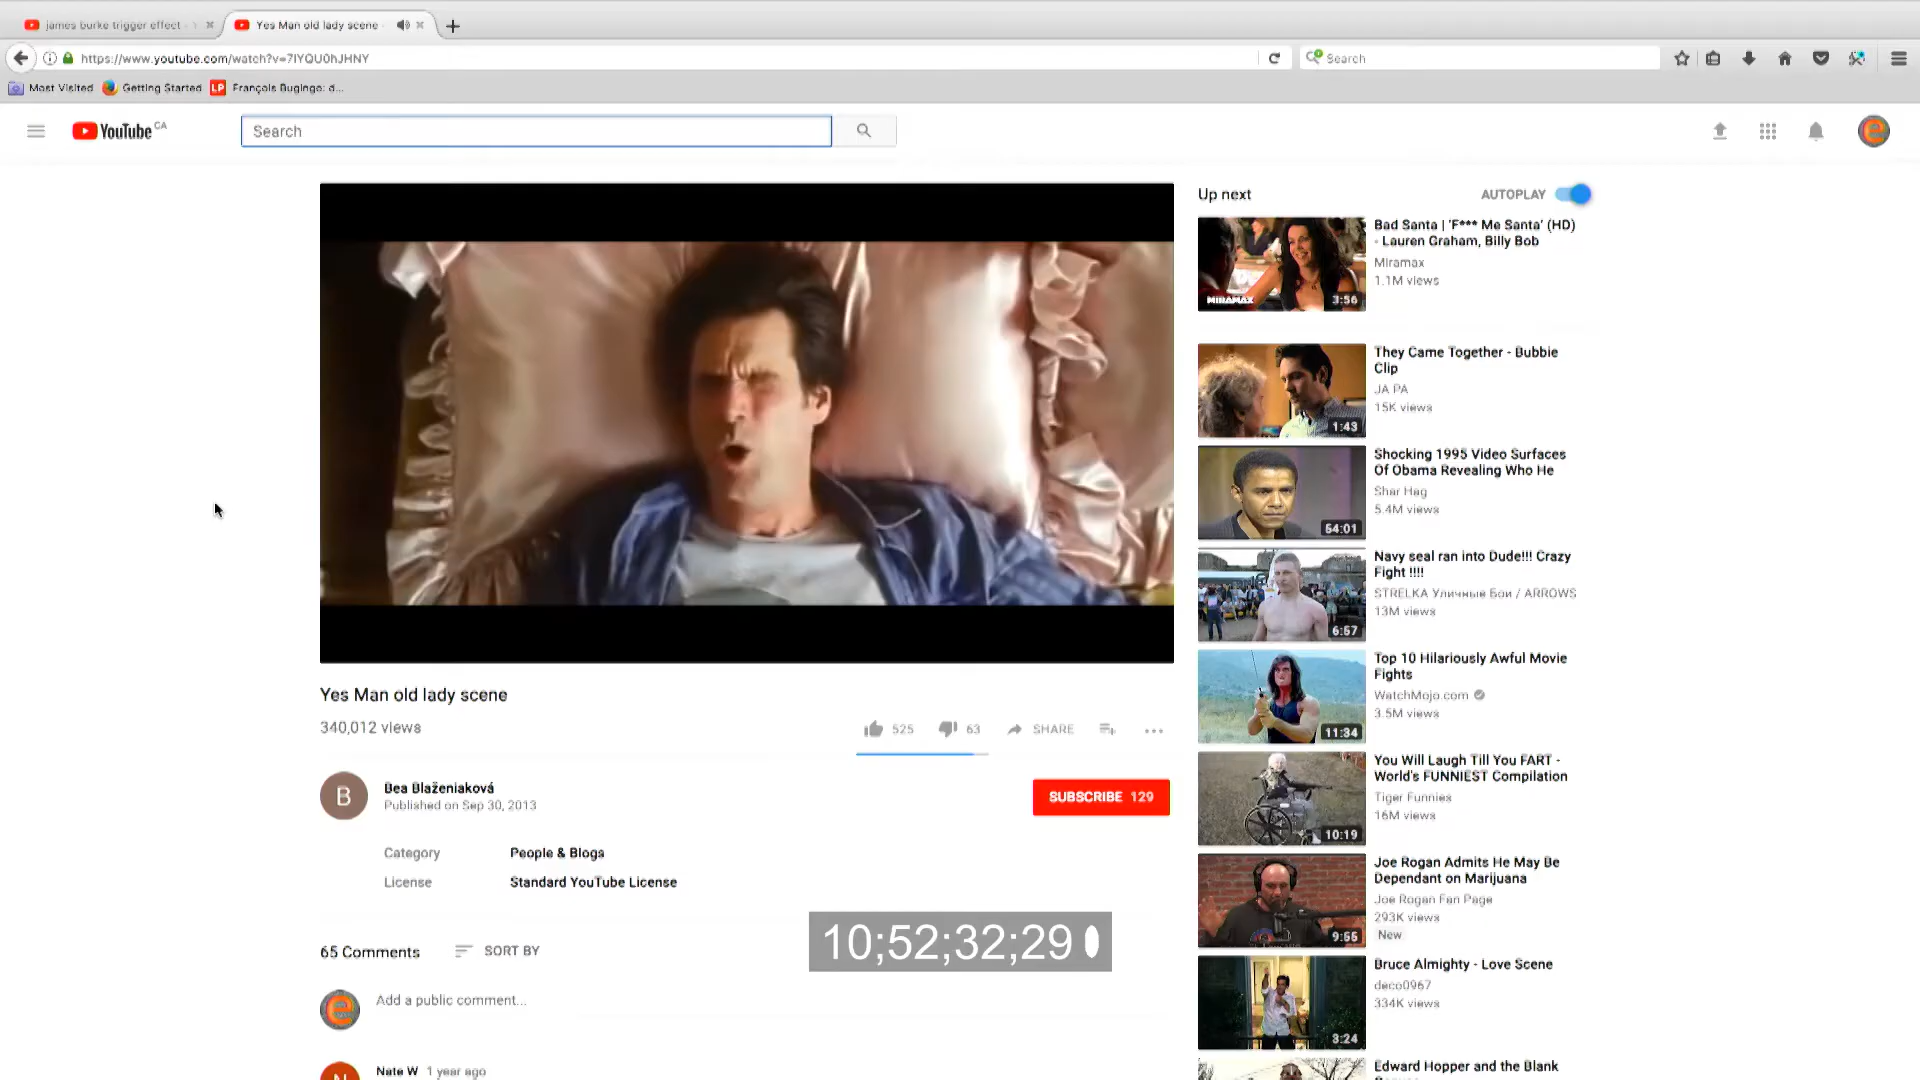 james burke trigger effect -
Yes Man old lady scene
https://www.youtube.com/watch?v=7IYQU0hJHNY
Search
Most Visited
Getting Started
LP
François Bugingo: d...
YouTube CA
Search
Up next
AUTOPLAY
Bad Santa | 'F*** Me Santa' (HD)
- Lauren Graham, Billy Bob
Miramax
1.1M views
MIRAMAX
3:56
They Came Together - Bubbie
Clip
JA PA
15K views
1:43
Shocking 1995 Video Surfaces
Of Obama Revealing Who He
Shar Hag
5.4M views
54:01
Navy seal ran into Dude!!! Crazy
Fight !!!!
STRELKA Уличные Бои / ARROWS
13M views
6:57
Top 10 Hilariously Awful Movie
Fights
WatchMojo.com
3.5M views
11:34
You Will Laugh Till You FART -
World's FUNNIEST Compilation
Tiger Funnies
16M views
10:19
Joe Rogan Admits He May Be
Dependant on Marijuana
Joe Rogan Fan Page
293K views
New
9:55
Bruce Almighty - Love Scene
deco0967
334K views
3:24
Edward Hopper and the Blank
Yes Man old lady scene
340,012 views
525
63
SHARE
B
Bea Blaženiaková
Published on Sep 30, 2013
SUBSCRIBE 129
Category
People & Blogs
License
Standard YouTube License
65 Comments
SORT BY
10;52;32;29
Add a public comment...
Nate W 1 year ago